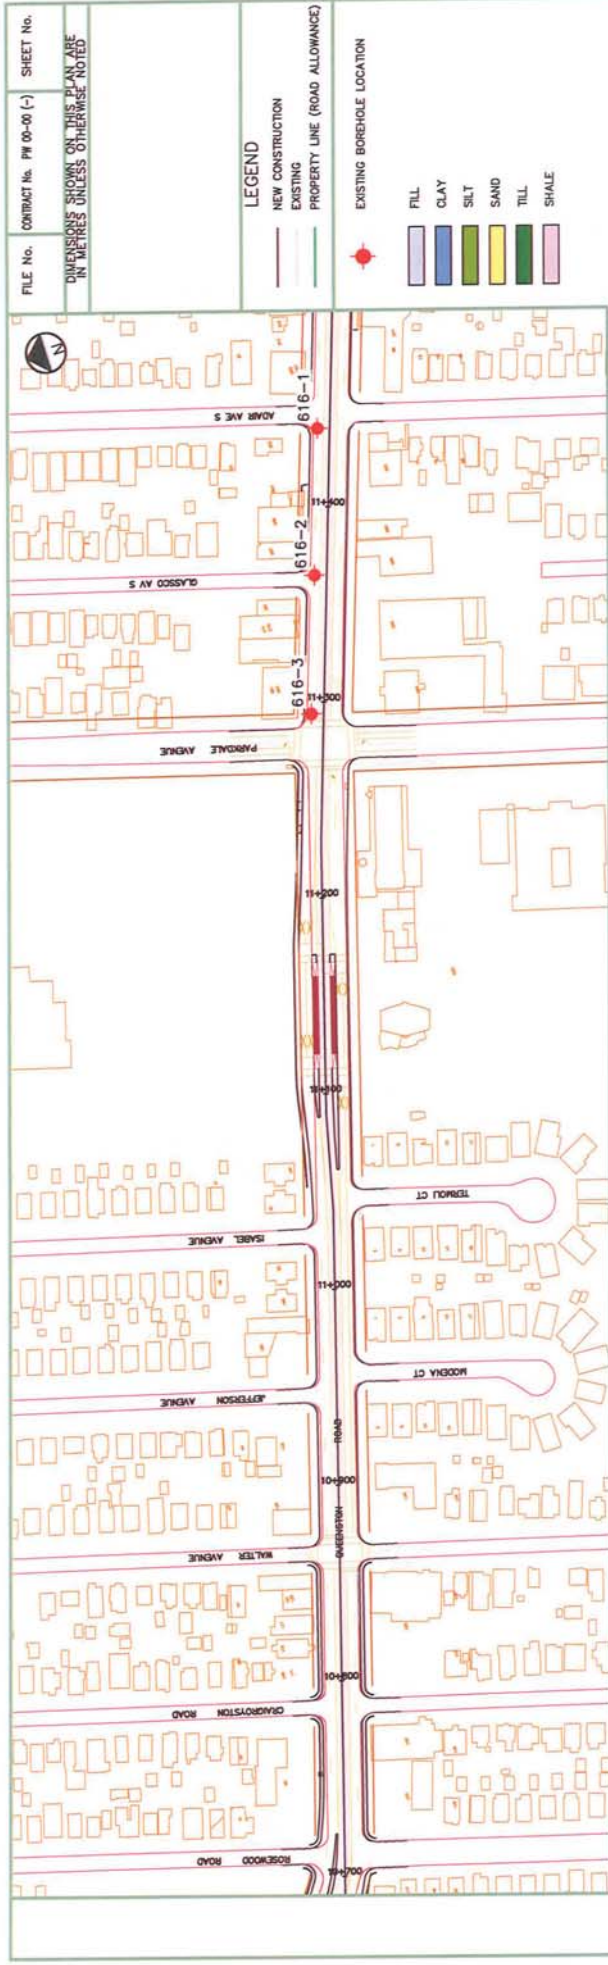 FILE No.
CONTRACT No. PW 00-00 (-)
SHEET No.
DIMENSIONS SHOWN ON THIS PLAN ARE
IN METRES UNLESS OTHERWISE NOTED
LEGEND
NEW CONSTRUCTION
EXISTING
PROPERTY LINE (ROAD ALLOWANCE)
EXISTING BOREHOLE LOCATION
FILL
CLAY
SILT
SAND
TILL
SHALE
N
ADAIR AVE S
616-1
11+400
616-2
GLASSCO AV S
616-3
11+300
PARKDALE AVENUE
11+200
11+100
TERMOLI CT
ISABEL AVENUE
11+000
MODENA CT
JEFFERSON AVENUE
QUEENSTON ROAD
10+900
WALTER AVENUE
10+800
CRAIGROYSTON ROAD
ROSEWOOD ROAD
10+700